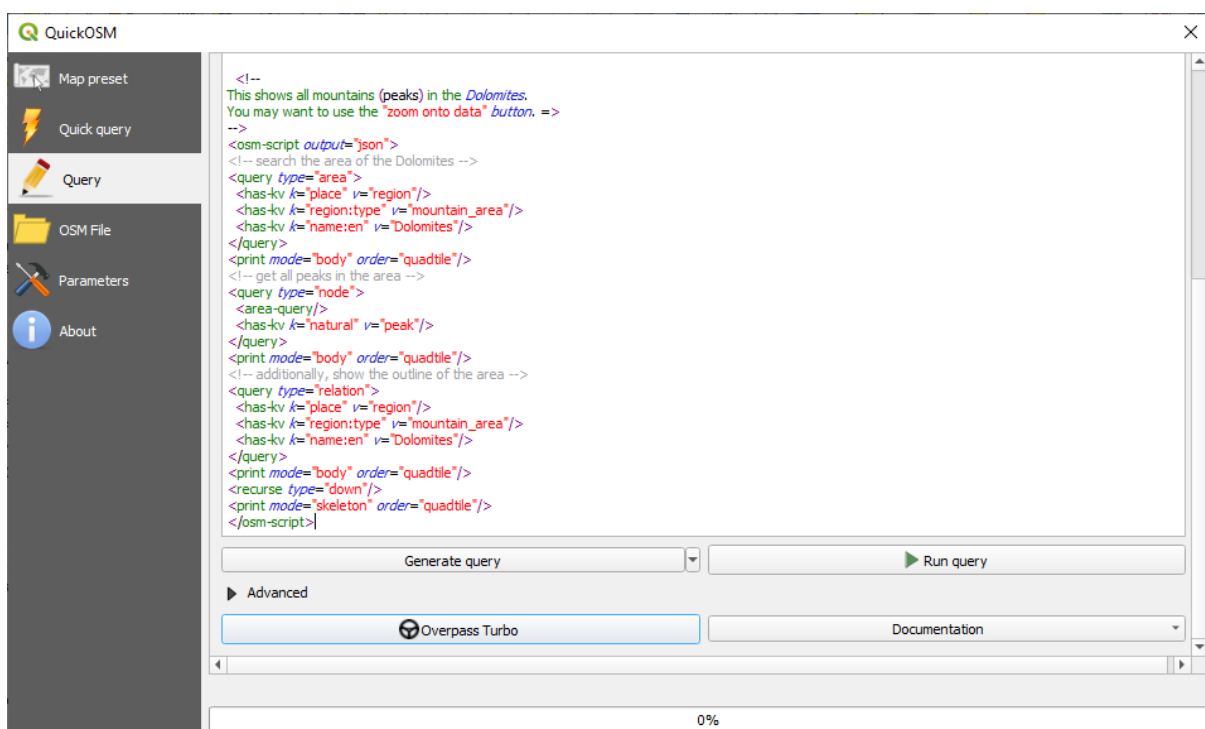 QuickOSM
Map preset
Quick query
Query
OSM File
Parameters
About
<!--
This shows all mountains (peaks) in the Dolomites.
You may want to use the "zoom onto data" button. =>
-->
<osm-script output="json">
<!-- search the area of the Dolomites -->
<query type="area">
<has-kv k="place" v="region"/>
<has-kv k="region:type" v="mountain_area"/>
<has-kv k="name:en" v="Dolomites"/>
</query>
<print mode="body" order="quadtile"/>
<!-- get all peaks in the area -->
<query type="node">
<area-query/>
<has-kv k="natural" v="peak"/>
</query>
<print mode="body" order="quadtile"/>
<!-- additionally, show the outline of the area -->
<query type="relation">
<has-kv k="place" v="region"/>
<has-kv k="region:type" v="mountain_area"/>
<has-kv k="name:en" v="Dolomites"/>
</query>
<print mode="body" order="quadtile"/>
<recurse type="down"/>
<print mode="skeleton" order="quadtile"/>
</osm-script>
Generate query
Run query
Advanced
Overpass Turbo
Documentation
0%